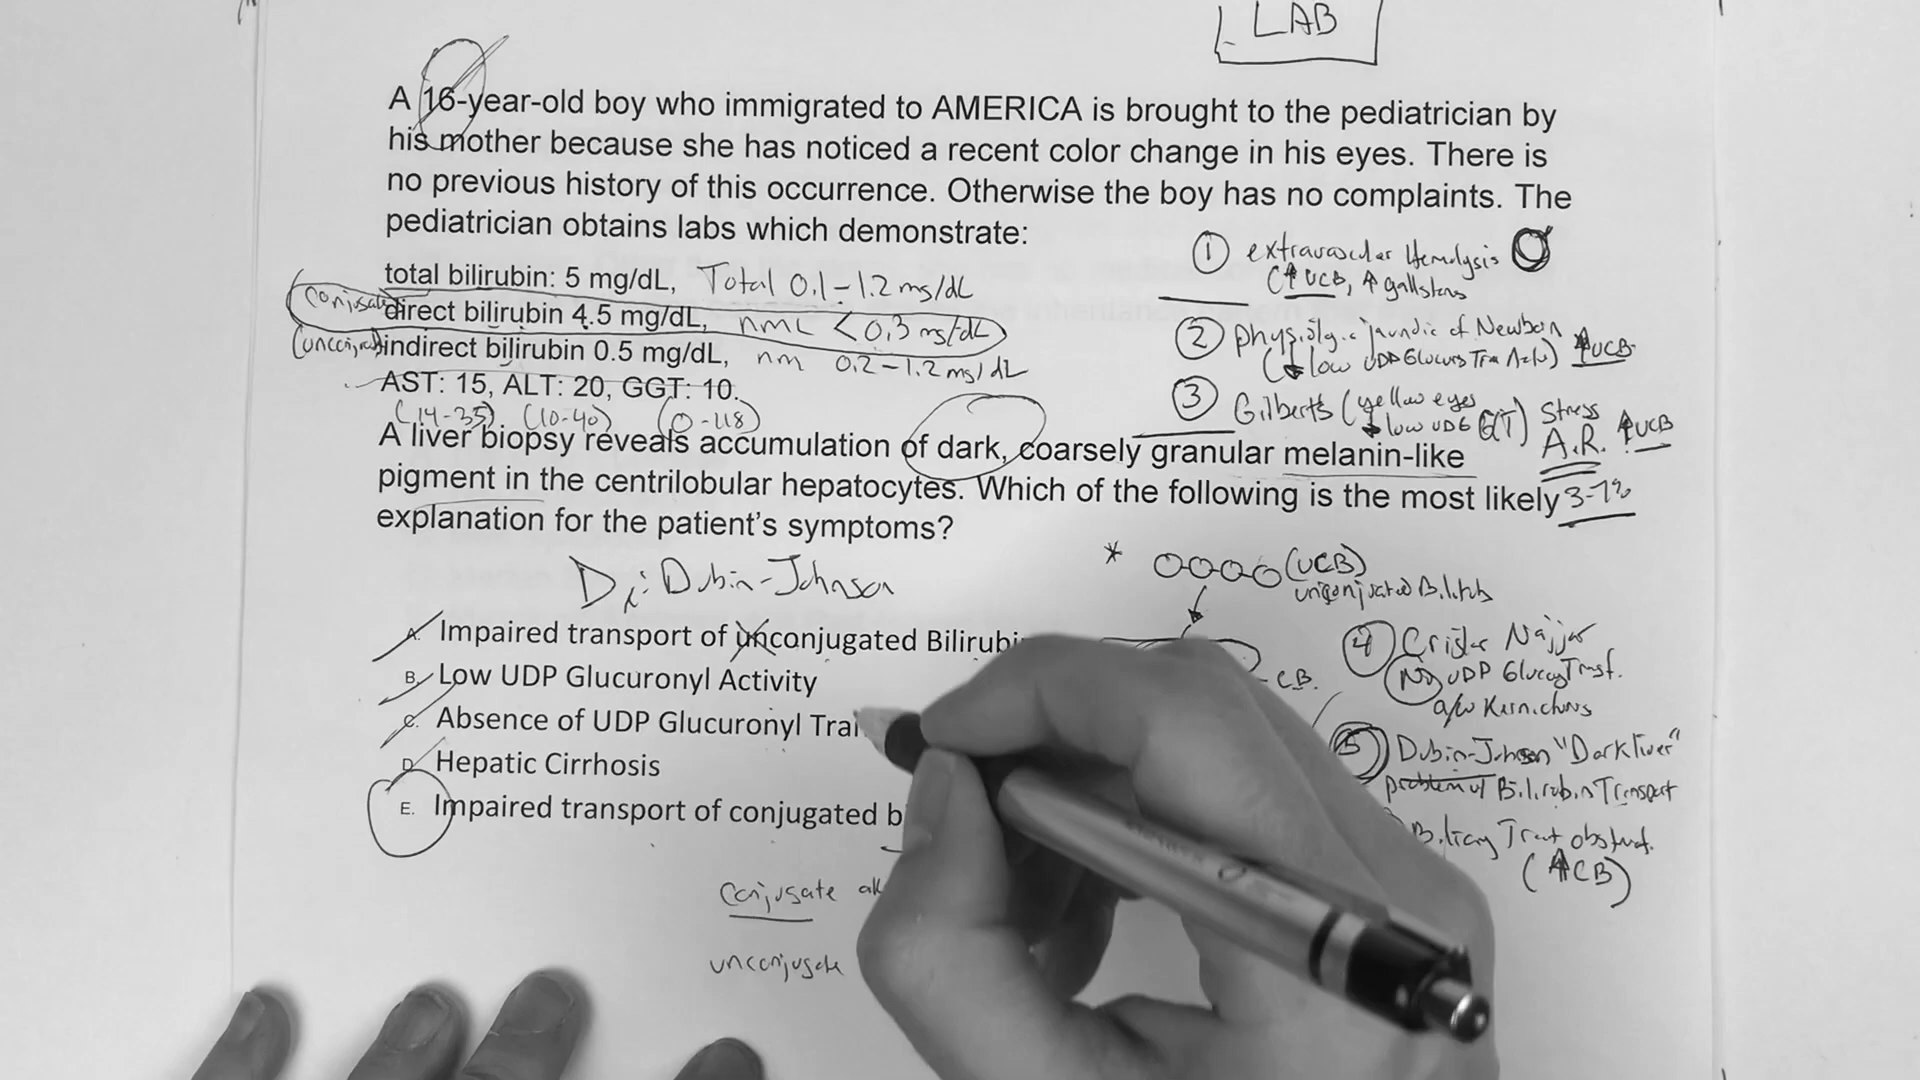 LAB
A 16-year-old boy who immigrated to AMERICA is brought to the pediatrician by
his mother because she has noticed a recent color change in his eyes. There is
no previous history of this occurrence. Otherwise the boy has no complaints. The
pediatrician obtains labs which demonstrate:
total bilirubin: 5 mg/dL, Total 0.1-1.2 mg/dL
direct bilirubin 4.5 mg/dL, nml < 0.3 mg/dL
indirect bilirubin 0.5 mg/dL, nm 0.2-1.2 mg/dL
AST: 15, ALT: 20, GGT: 10.
(14-35) (10-40)
A liver biopsy reveals accumulation of dark, coarsely granular melanin-like
pigment in the centrilobular hepatocytes. Which of the following is the most likely
explanation for the patient's symptoms?
① extravascular Hemolysis
(↑UCB, ↑ gallstones
② Physiologic jaundice of Newborn
↑UCB
③ Gilberts (yellow eyes Stress
A.R. ↑UCB
3-7%
Dx: Dubin-Johnson
* (UCB)
unconjugated
A. Impaired transport of unconjugated
B. Low UDP Glucuronyl Activity
C. Absence of UDP Glucuronyl
D. Hepatic Cirrhosis
E. Impaired transport of conjugated
C.B.
④ Crigler Najjar
No UDP
a/w Kernicterus
⑤ Dubin-Johnson "Dark liver"
problem of Bilirubin Transport
Biliary Tract obstruct.
(↑CB)
conjugate
unconjugate